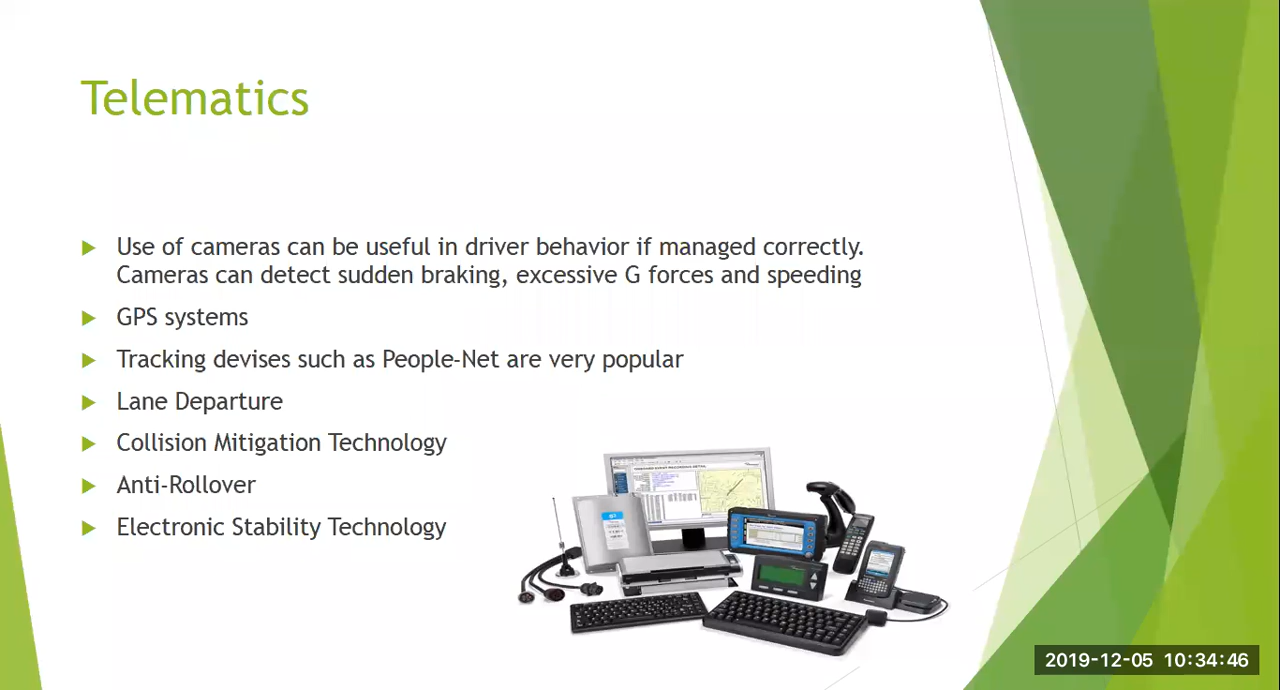 Telematics
Use of cameras can be useful in driver behavior if managed correctly.
Cameras can detect sudden braking, excessive G forces and speeding
GPS systems
Tracking devises such as People-Net are very popular
Lane Departure
Collision Mitigation Technology
Anti-Rollover
Electronic Stability Technology
2019-12-05 10:34:46